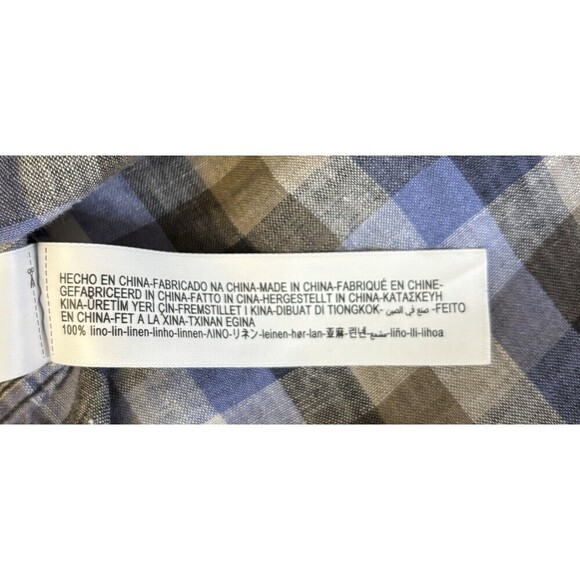 HECHO EN CHINA-FABRICADO NA CHINA-MADE IN CHINA-FABRIQUÉ EN CHINE-
GEFABRICEERD IN CHINA-FATTO IN CINA-HERGESTELLT IN CHINA-ΚΑΤΑΣΚΕΥΗ
ΚΙΝΑ-ÜRETİM YERİ ÇİN-FREMSTILLET I KINA-DIBUAT DI TIONGKOK- صنع في الصين -FEITO
EN CHINA-FET A LA XINA-TXINAN EGINA
100% lino-lin-linen-linho-linnen-ΛΙΝΟ-リネン-leinen-hør-lan-亚麻-린넨-مشمع-liño-lli-lihoa